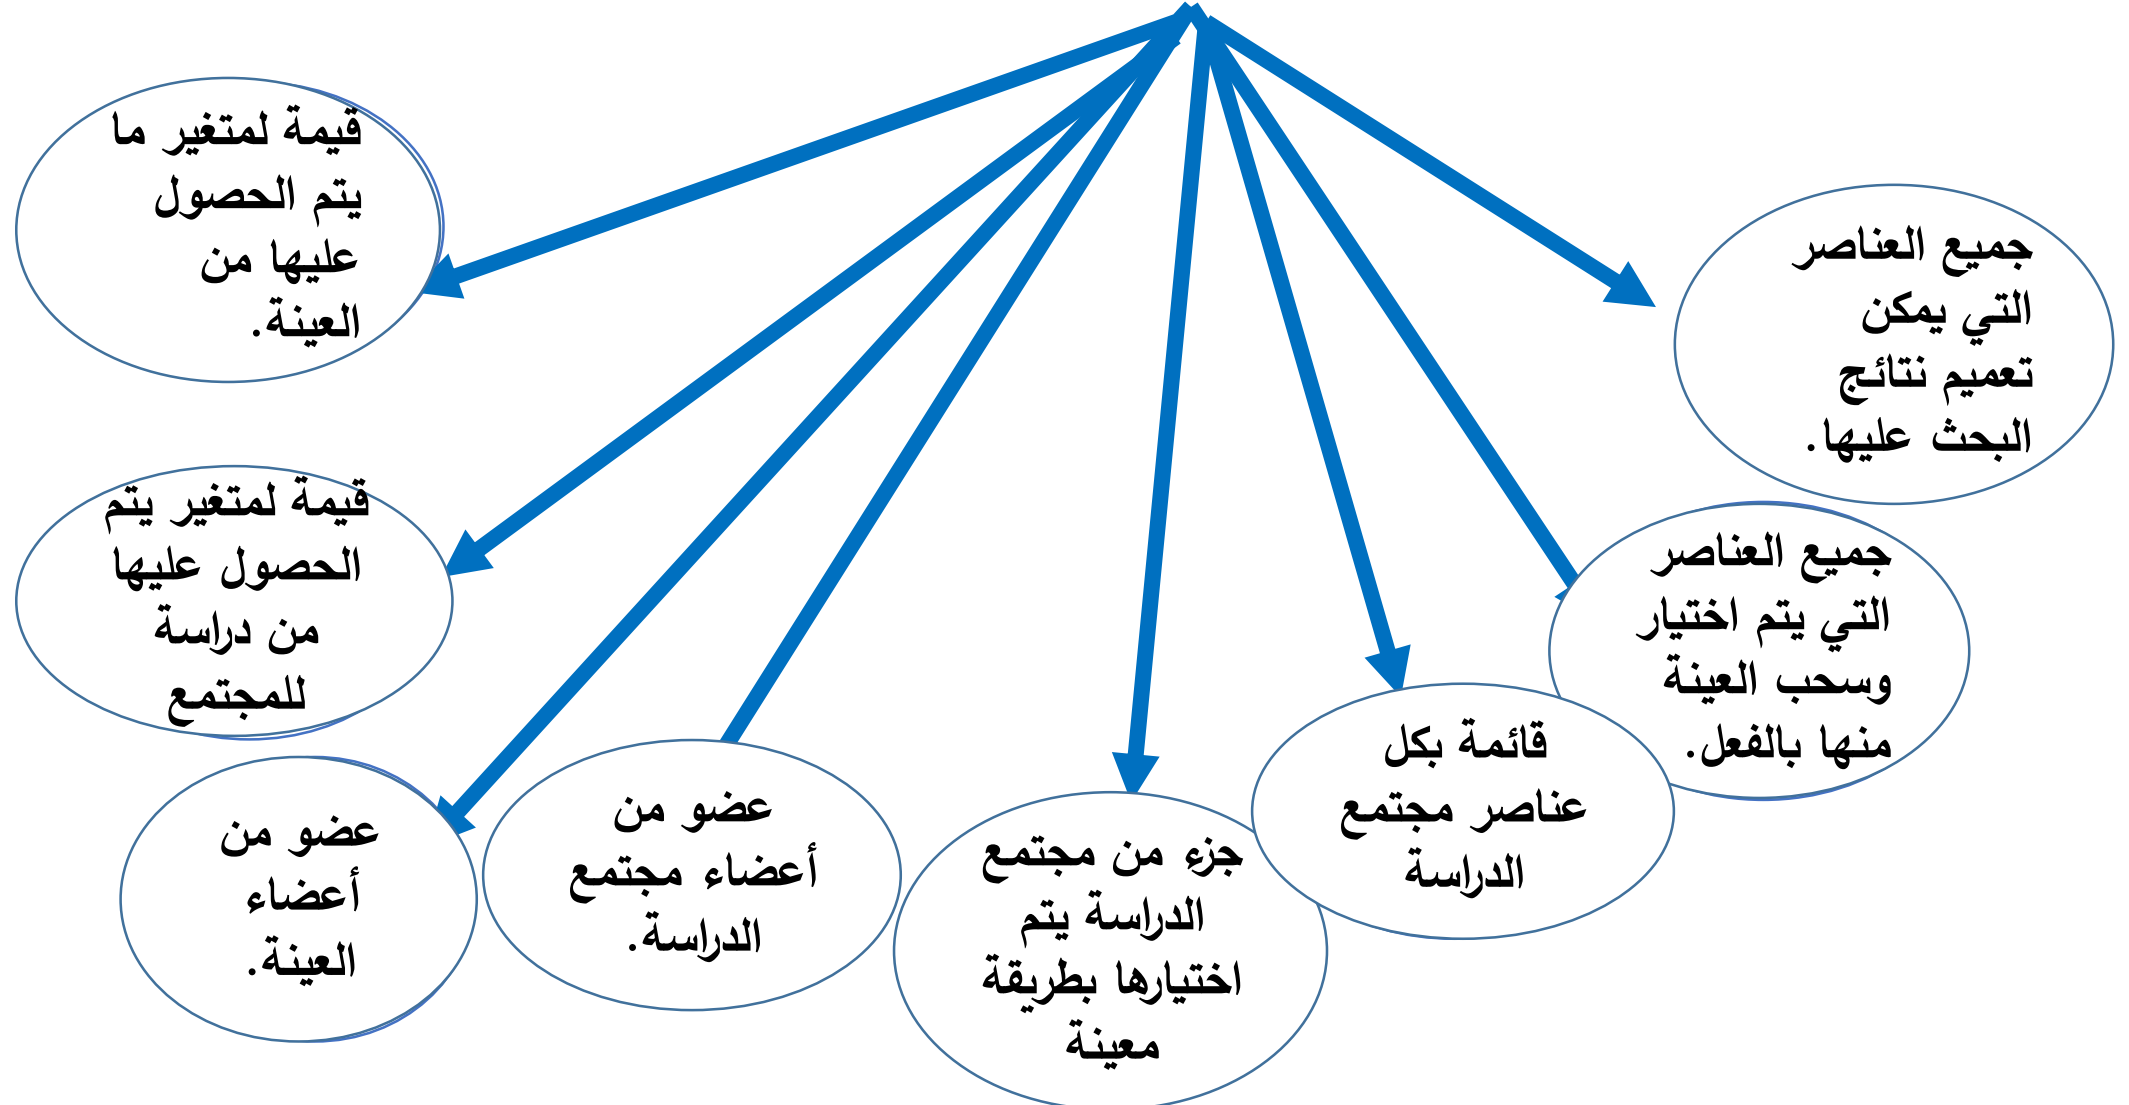 جميع العناصر
التي يمكن
تعميم نتائج
البحث عليها.
جميع العناصر
التي يتم اختيار
وسحب العينة
منها بالفعل.
قائمة بكل
عناصر مجتمع
الدراسة
جزء من مجتمع
الدراسة يتم
اختيارها بطريقة
معينة
عضو من
أعضاء مجتمع
الدراسة.
عضو من
أعضاء
العينة.
قيمة لمتغير يتم
الحصول عليها
من دراسة
للمجتمع
قيمة لمتغير ما
يتم الحصول
عليها من
العينة.